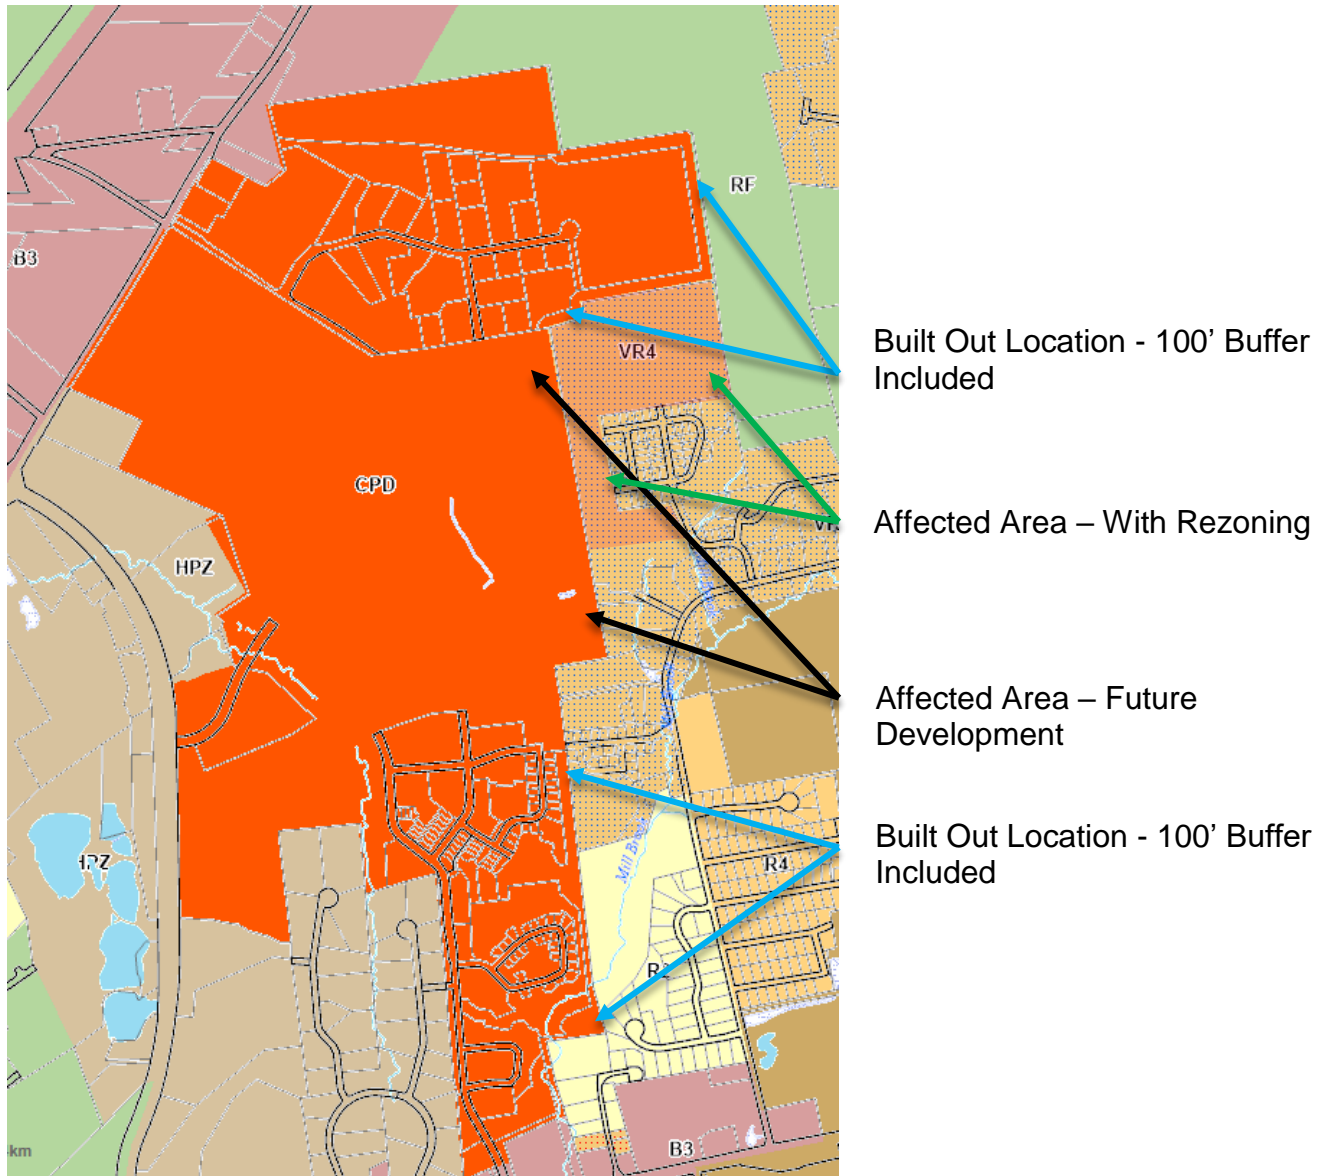 RF
B3
Built Out Location - 100’ Buffer
Included
VR4
CPD
Affected Area – With Rezoning
HPZ
Affected Area – Future
Development
Built Out Location - 100’ Buffer
Included
Mill Brook
R4
B3
km